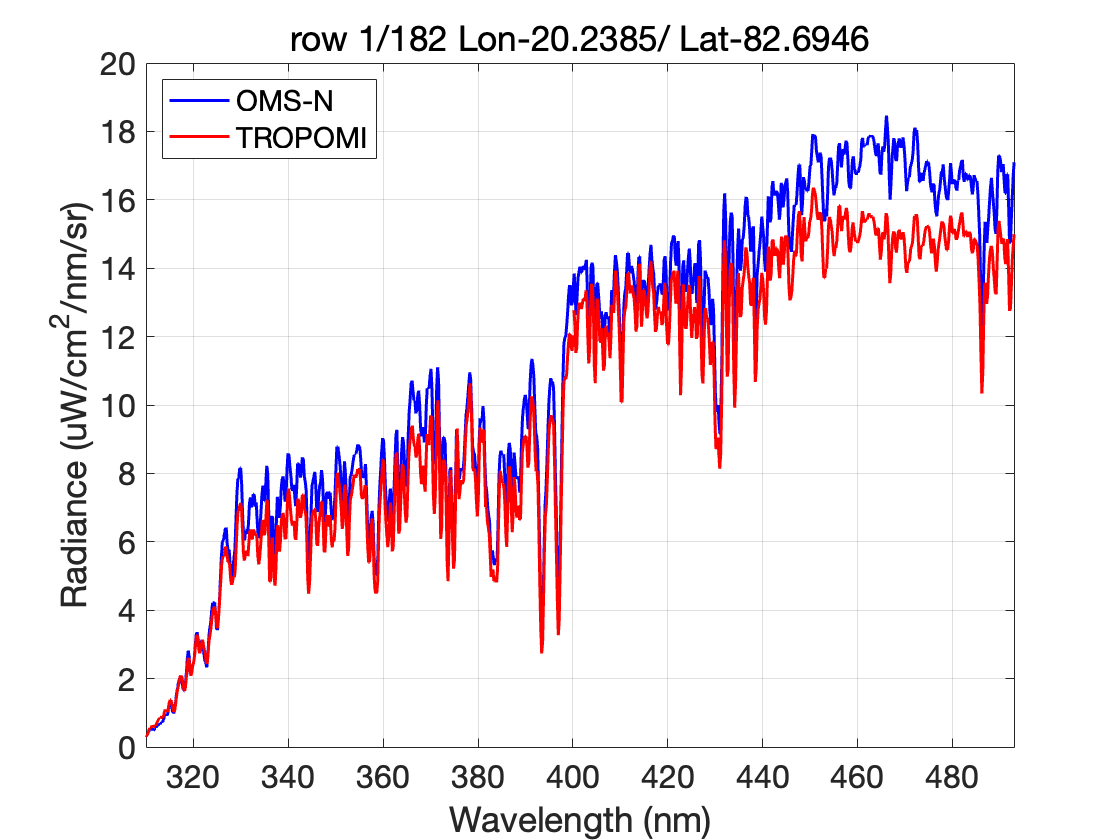 row 1/182 Lon-20.2385/ Lat-82.6946
OMS-N
TROPOMI
20
18
16
14
12
10
8
6
4
2
0
Radiance (uW/cm²/nm/sr)
320 340 360 380 400 420 440 460 480
Wavelength (nm)